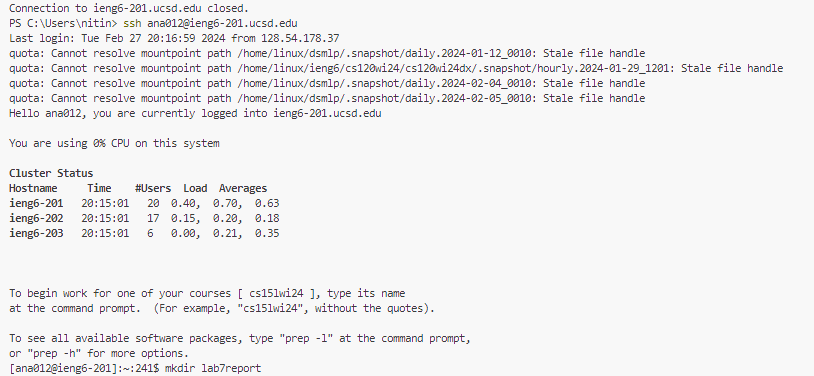 Connection to ieng6-201.ucsd.edu closed.
PS C:\Users\nitin> ssh ana012@ieng6-201.ucsd.edu
Last login: Tue Feb 27 20:16:59 2024 from 128.54.178.37
quota: Cannot resolve mountpoint path /home/linux/dsmlp/.snapshot/daily.2024-01-12_0010: Stale file handle
quota: Cannot resolve mountpoint path /home/linux/ieng6/cs120wi24/cs120wi24dx/.snapshot/hourly.2024-01-29_1201: Stale file handle
quota: Cannot resolve mountpoint path /home/linux/dsmlp/.snapshot/daily.2024-02-04_0010: Stale file handle
quota: Cannot resolve mountpoint path /home/linux/dsmlp/.snapshot/daily.2024-02-05_0010: Stale file handle
Hello ana012, you are currently logged into ieng6-201.ucsd.edu
You are using 0% CPU on this system
Cluster Status
Hostname Time #Users Load Averages
ieng6-201 20:15:01 20 0.40, 0.70, 0.63
ieng6-202 20:15:01 17 0.15, 0.20, 0.18
ieng6-203 20:15:01 6 0.00, 0.21, 0.35
To begin work for one of your courses [ cs15lwi24 ], type its name
at the command prompt. (For example, "cs15lwi24", without the quotes).
To see all available software packages, type "prep -l" at the command prompt,
or "prep -h" for more options.
[ana012@ieng6-201]:~:241$ mkdir lab7report